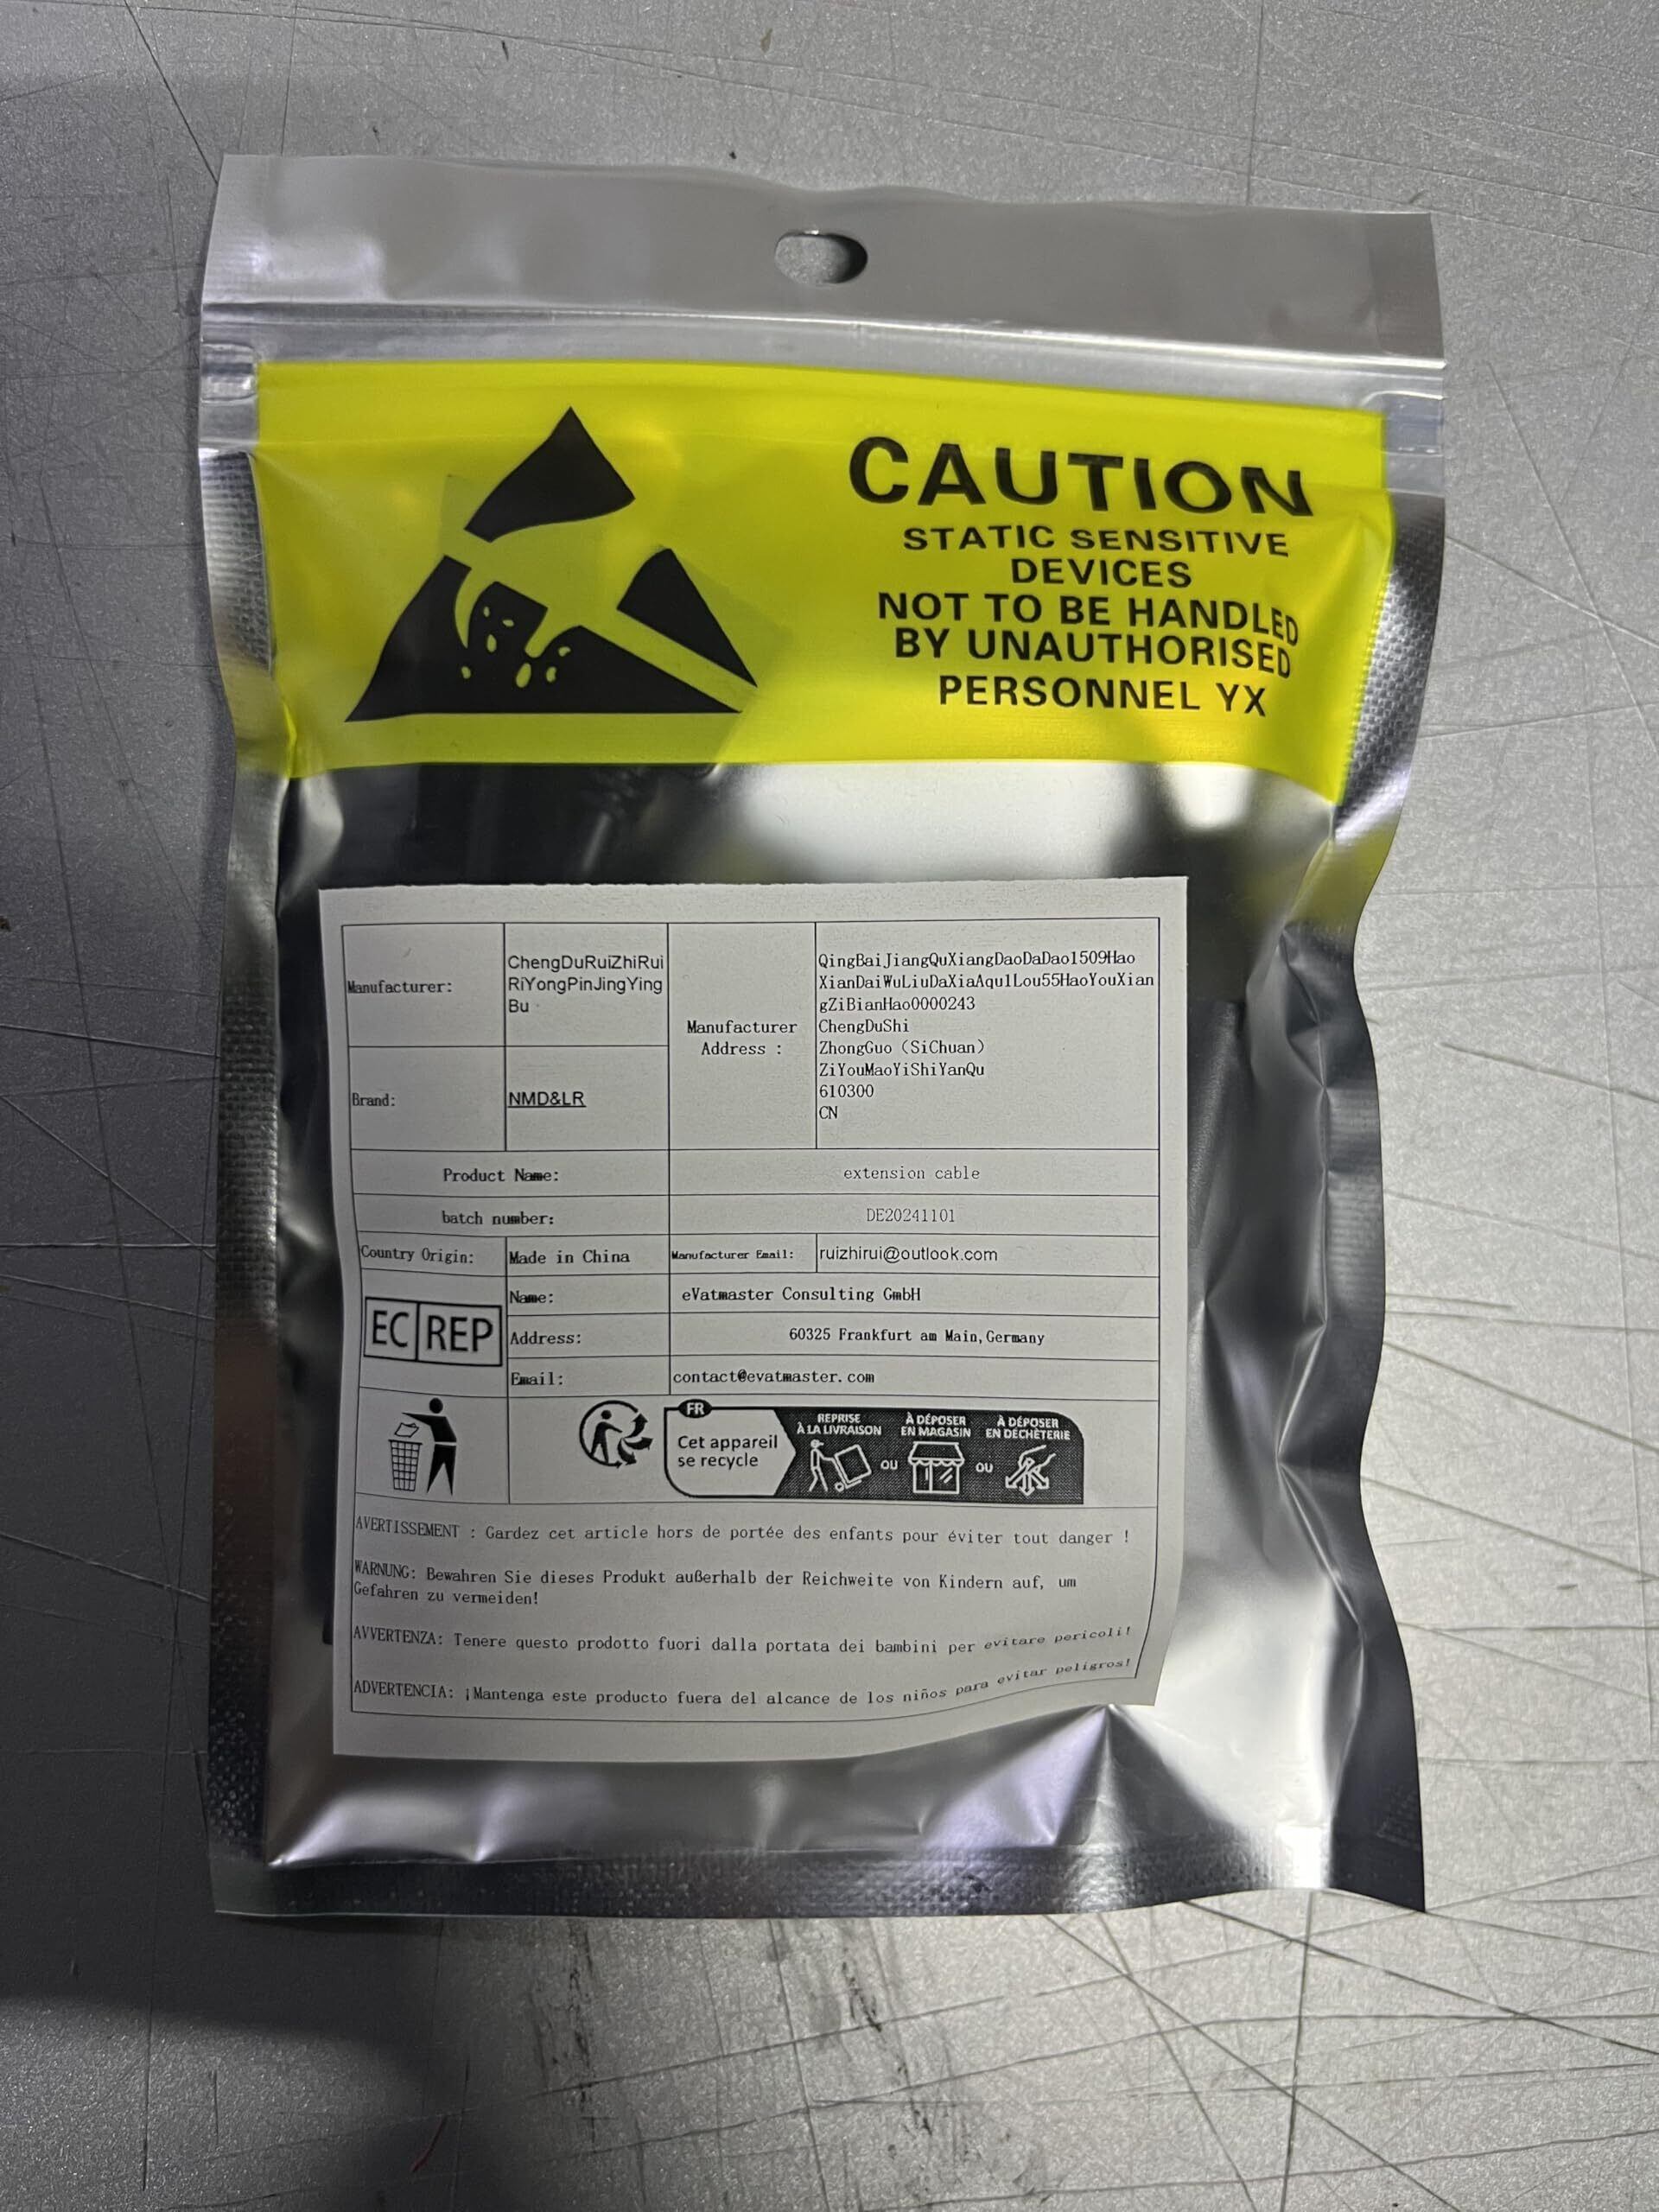 CAUTION
STATIC SENSITIVE
DEVICES
NOT TO BE HANDLED
BY UNAUTHORISED
PERSONNEL YX
Manufacturer:
ChengDuRuiZhiRui
RiYongPinJingYing
Bu
Manufacturer
Address :
QingBaiJiangQuXiangDaoDaDao1509Hao
XianDaiWuLiuDaXiaAqu1Lou55HaoYouXian
gZiBianHao0000243
ChengDuShi
ZhongGuo (SiChuan)
ZiYouMaoYiShiYanQu
610300
CN
Brand:
NMD&LR
Product Name:
extension cable
batch number:
DE20241101
Country Origin:
Made in China
Manufacturer Email:
ruizhirui@outlook.com
EC REP
Name:
eVatmaster Consulting GmbH
Address:
60325 Frankfurt am Main,Germany
Email:
contact@evatmaster.com
FR
Cet appareil
se recycle
REPRISE
À LA LIVRAISON
OU
À DÉPOSER
EN MAGASIN
OU
À DÉPOSER
EN DÉCHÈTERIE
AVERTISSEMENT : Gardez cet article hors de portée des enfants pour éviter tout danger !
WARNUNG: Bewahren Sie dieses Produkt außerhalb der Reichweite von Kindern auf, um
Gefahren zu vermeiden!
AVVERTENZA: Tenere questo prodotto fuori dalla portata dei bambini per evitare pericoli!
ADVERTENCIA: ¡Mantenga este producto fuera del alcance de los niños para evitar peligros!